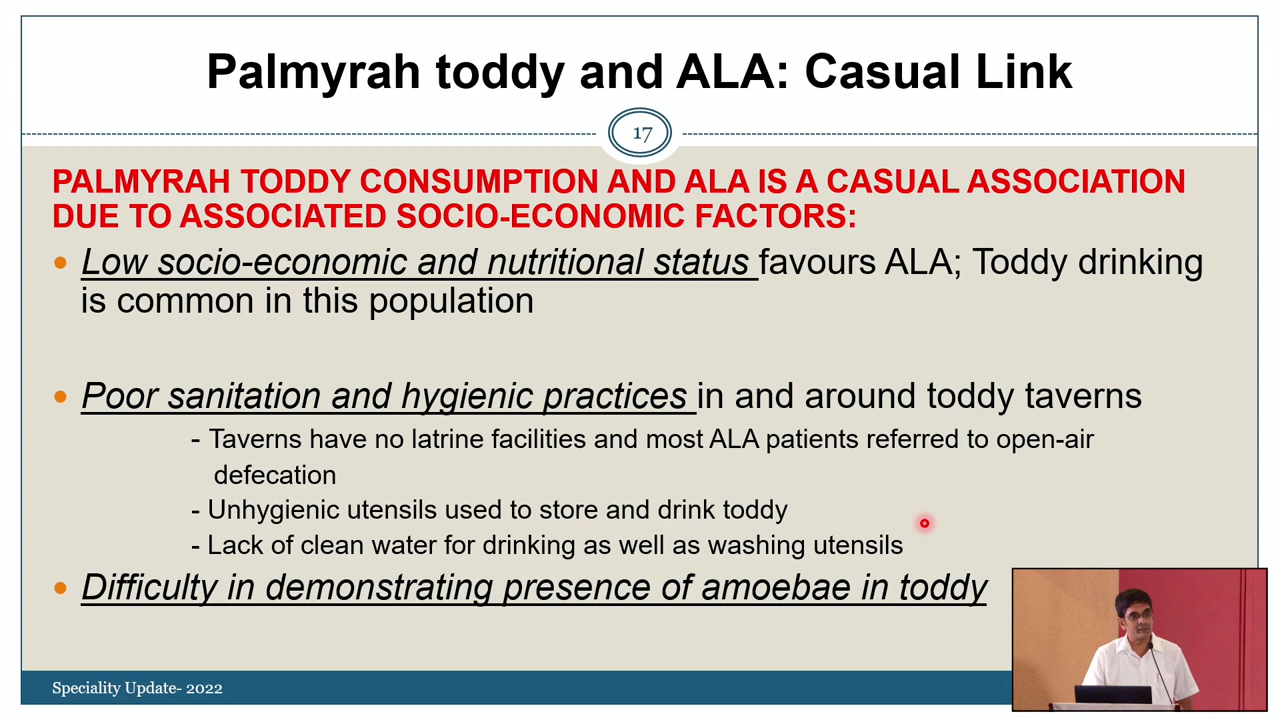 Palmyrah toddy and ALA: Casual Link
17
PALMYRAH TODDY CONSUMPTION AND ALA IS A CASUAL ASSOCIATION
DUE TO ASSOCIATED SOCIO-ECONOMIC FACTORS:
• Low socio-economic and nutritional status favours ALA; Toddy drinking
is common in this population
• Poor sanitation and hygienic practices in and around toddy taverns
- Taverns have no latrine facilities and most ALA patients referred to open-air
defecation
- Unhygienic utensils used to store and drink toddy
- Lack of clean water for drinking as well as washing utensils
• Difficulty in demonstrating presence of amoebae in toddy
Speciality Update- 2022